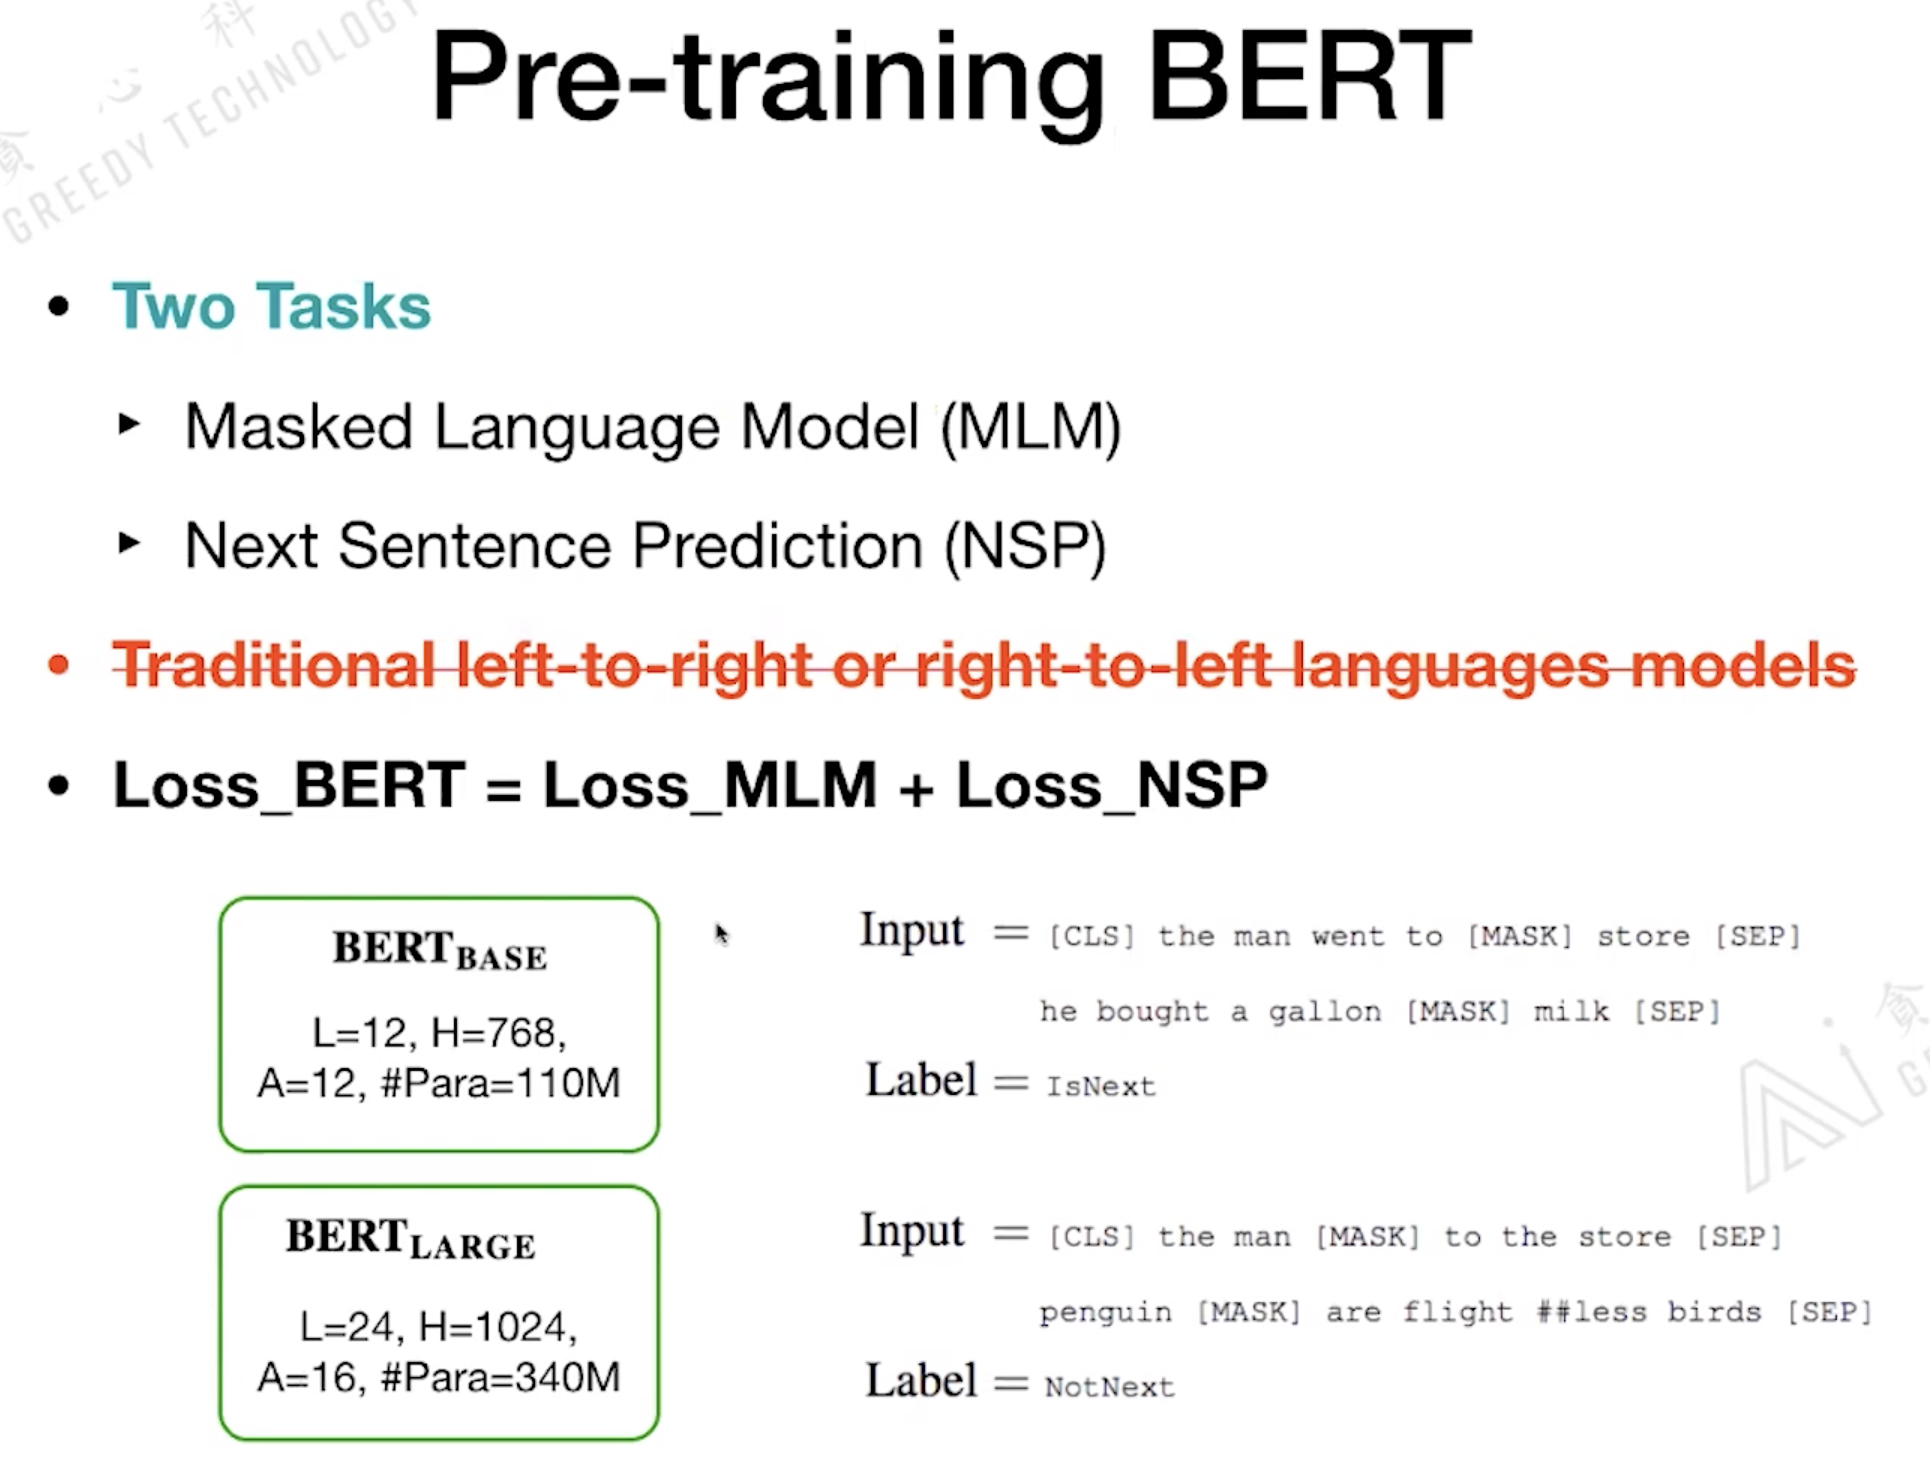 贪 心 科
GREEDY TECHNOLOGY
Pre-training BERT
• Two Tasks
‣ Masked Language Model (MLM)
‣ Next Sentence Prediction (NSP)
• Traditional left-to-right or right-to-left languages models
• Loss_BERT = Loss_MLM + Loss_NSP
BERT BASE
L=12, H=768,
A=12, #Para=110M
BERT LARGE
L=24, H=1024,
A=16, #Para=340M
Input = [CLS] the man went to [MASK] store [SEP]
he bought a gallon [MASK] milk [SEP]
Label = IsNext
Input = [CLS] the man [MASK] to the store [SEP]
penguin [MASK] are flight ##less birds [SEP]
Label = NotNext
贪